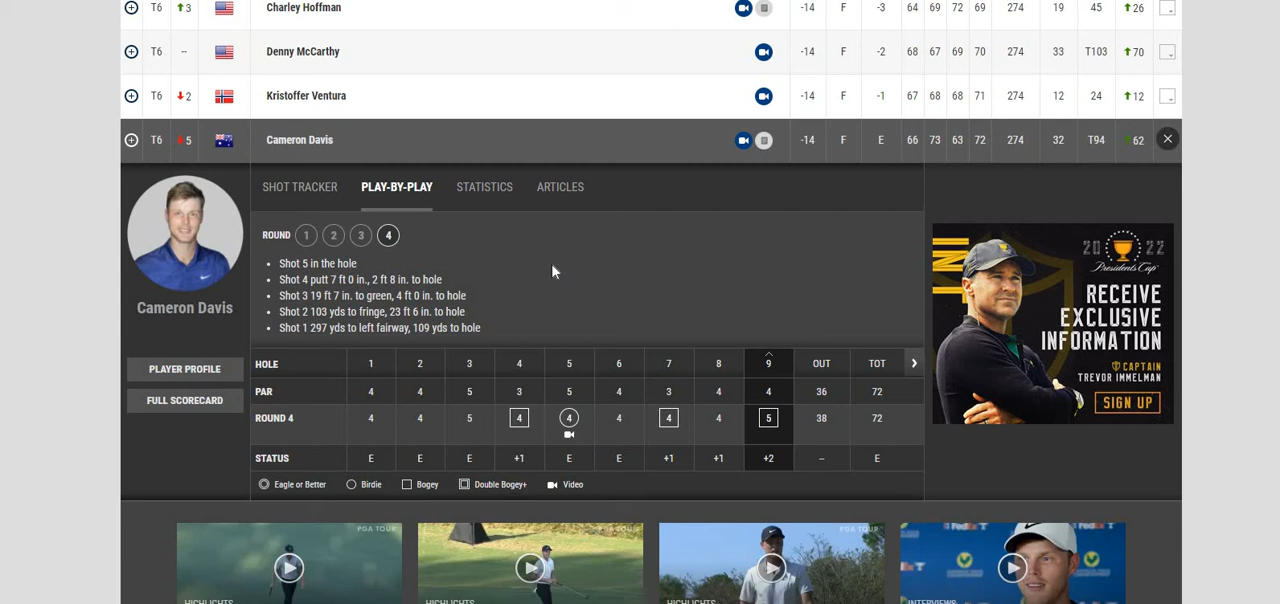 T6 3 Charley Hoffman -14 F -3 64 69 72 69 274 19 45 26
T6 -- Denny McCarthy -14 F -2 68 67 69 70 274 33 T103 70
T6 2 Kristoffer Ventura -14 F -1 67 68 68 71 274 12 24 12
T6 5 Cameron Davis -14 F E 66 73 63 72 274 32 T94 62
SHOT TRACKER PLAY-BY-PLAY STATISTICS ARTICLES
ROUND 1 2 3 4
Shot 5 in the hole
Shot 4 putt 7 ft 0 in., 2 ft 8 in. to hole
Shot 3 19 ft 7 in. to green, 4 ft 0 in. to hole
Shot 2 103 yds to fringe, 23 ft 6 in. to hole
Shot 1 297 yds to left fairway, 109 yds to hole
Cameron Davis
PLAYER PROFILE
FULL SCORECARD
HOLE 1 2 3 4 5 6 7 8 9 OUT TOT
PAR 4 4 5 3 5 4 3 4 4 36 72
ROUND 4 4 4 5 4 4 4 4 4 5 38 72
STATUS E E E +1 E E +1 +1 +2 -- E
Eagle or Better Birdie Bogey Double Bogey+ Video
2022
Presidents Cup
RECEIVE
EXCLUSIVE
INFORMATION
CAPTAIN
TREVOR IMMELMAN
SIGN UP
PGA TOUR
PGA TOUR
PGA TOUR
HIGHLIGHTS
HIGHLIGHTS
HIGHLIGHTS
INTERVIEWS